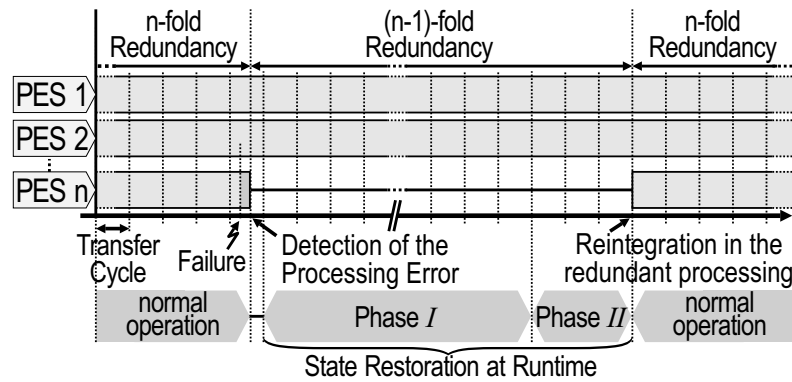 n-fold
Redundancy
(n-1)-fold
Redundancy
n-fold
Redundancy
PES 1
PES 2
PES n
Transfer
Cycle
Failure
Detection of the
Processing Error
Reintegration in the
redundant processing
normal
operation
Phase I
Phase II
normal
operation
State Restoration at Runtime